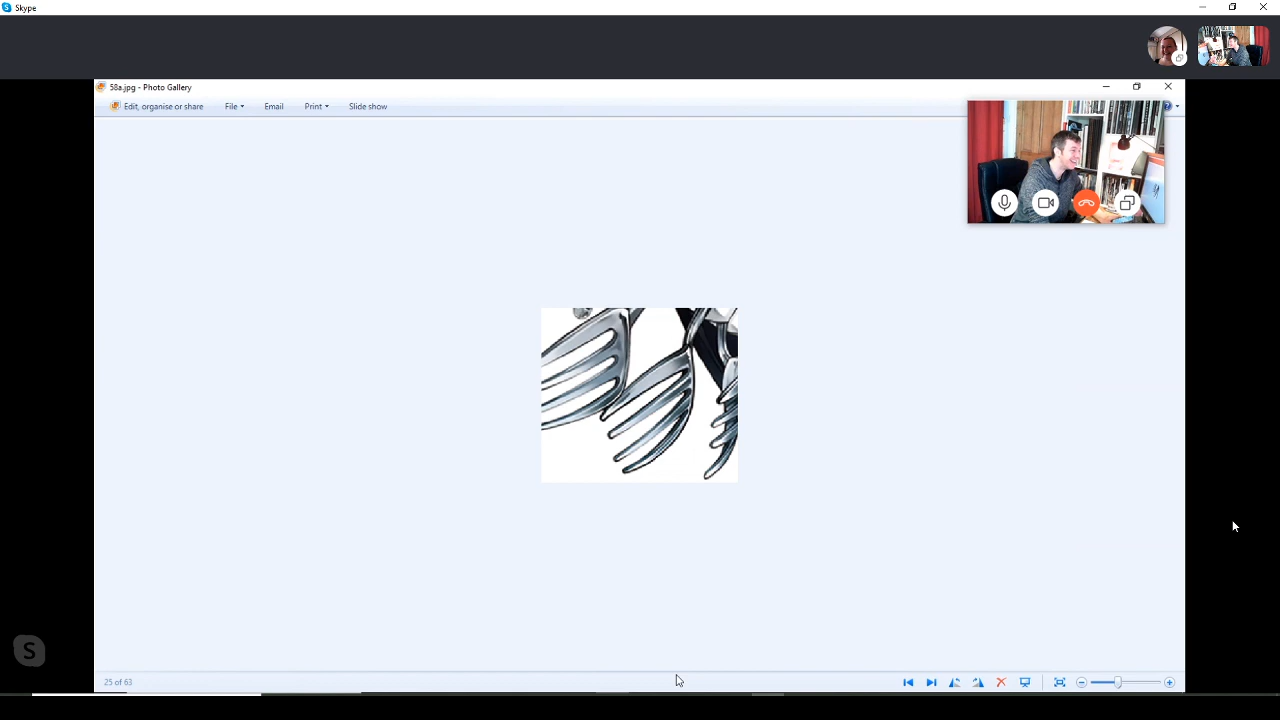 Skype
58a.jpg - Photo Gallery
Edit, organise or share File Email Print Slide show
?
S
25 of 63